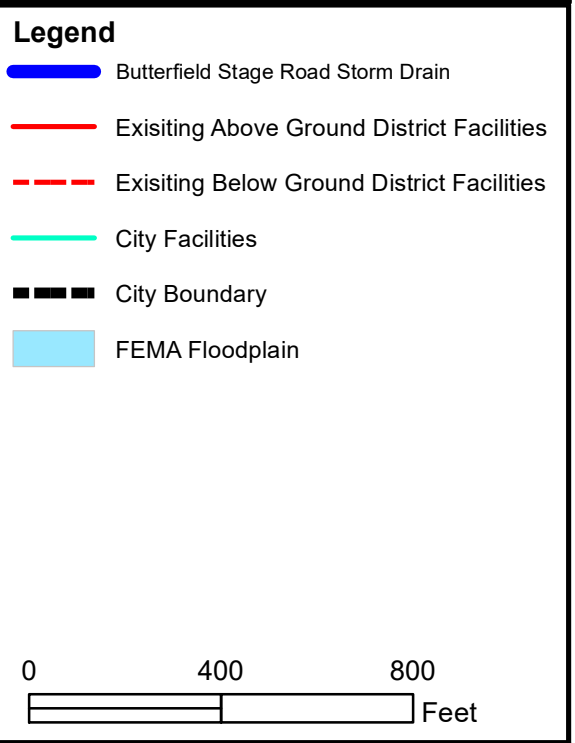 Legend
Butterfield Stage Road Storm Drain
Exisiting Above Ground District Facilities
Exisiting Below Ground District Facilities
City Facilities
City Boundary
FEMA Floodplain
0 400 800
Feet